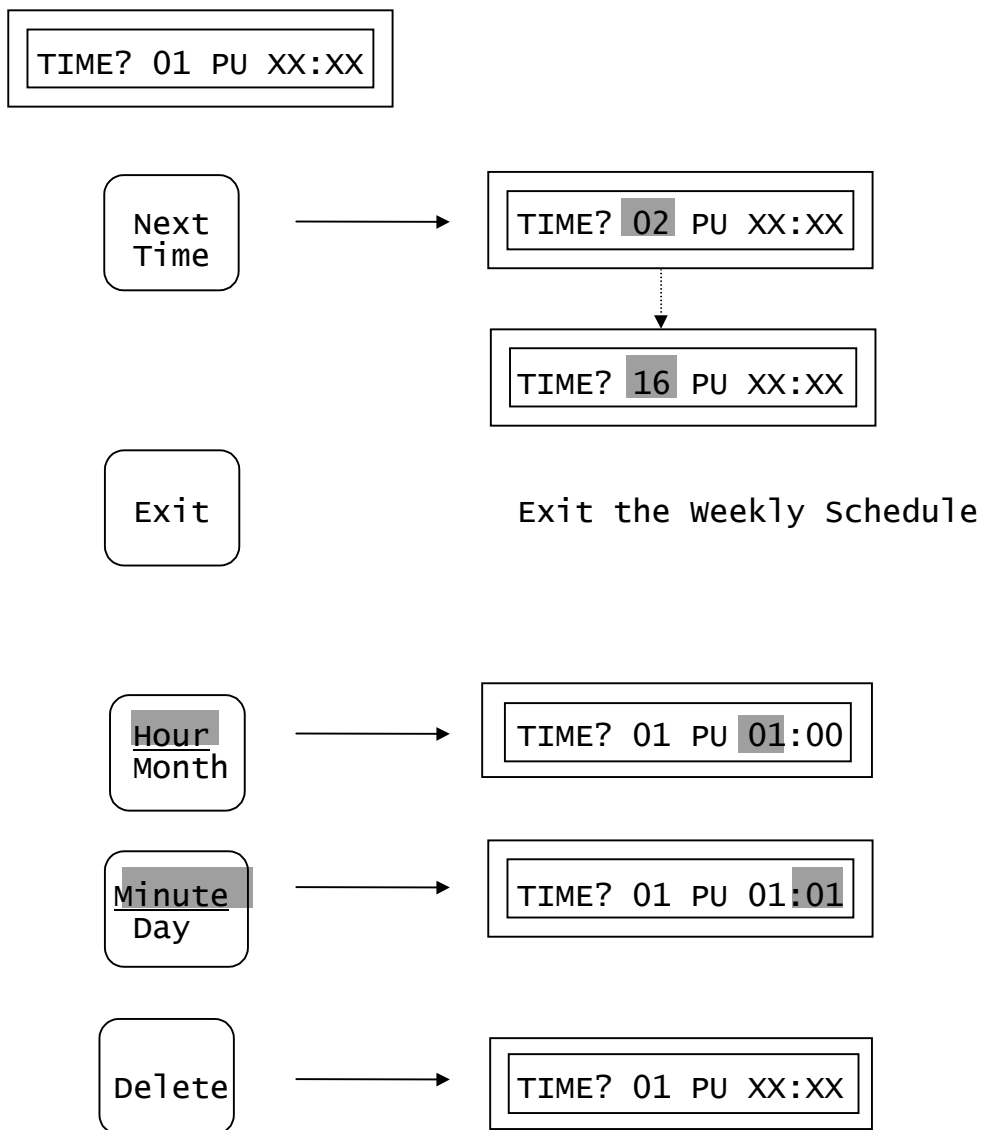 TIME? 01 PU XX:XX
Next
Time
TIME? 02 PU XX:XX
TIME? 16 PU XX:XX
Exit
Exit the Weekly Schedule
Hour
Month
TIME? 01 PU 01:00
Minute
Day
TIME? 01 PU 01:01
Delete
TIME? 01 PU XX:XX